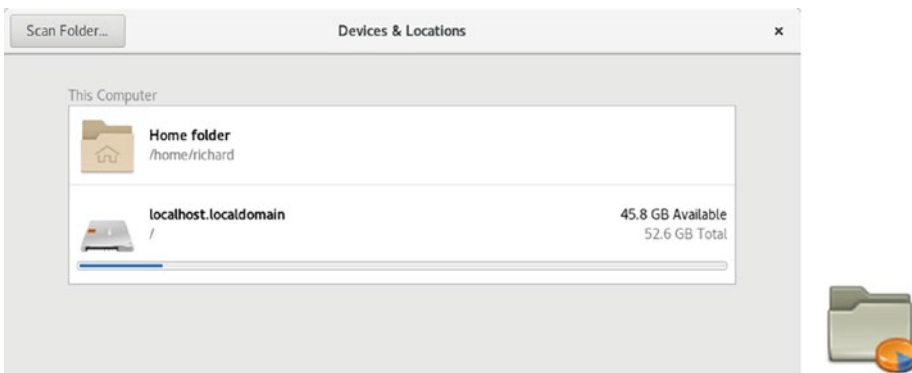 Scan Folder...
Devices & Locations
×
This Computer
Home folder
/home/richard
localhost.localdomain
45.8 GB Available
/
52.6 GB Total